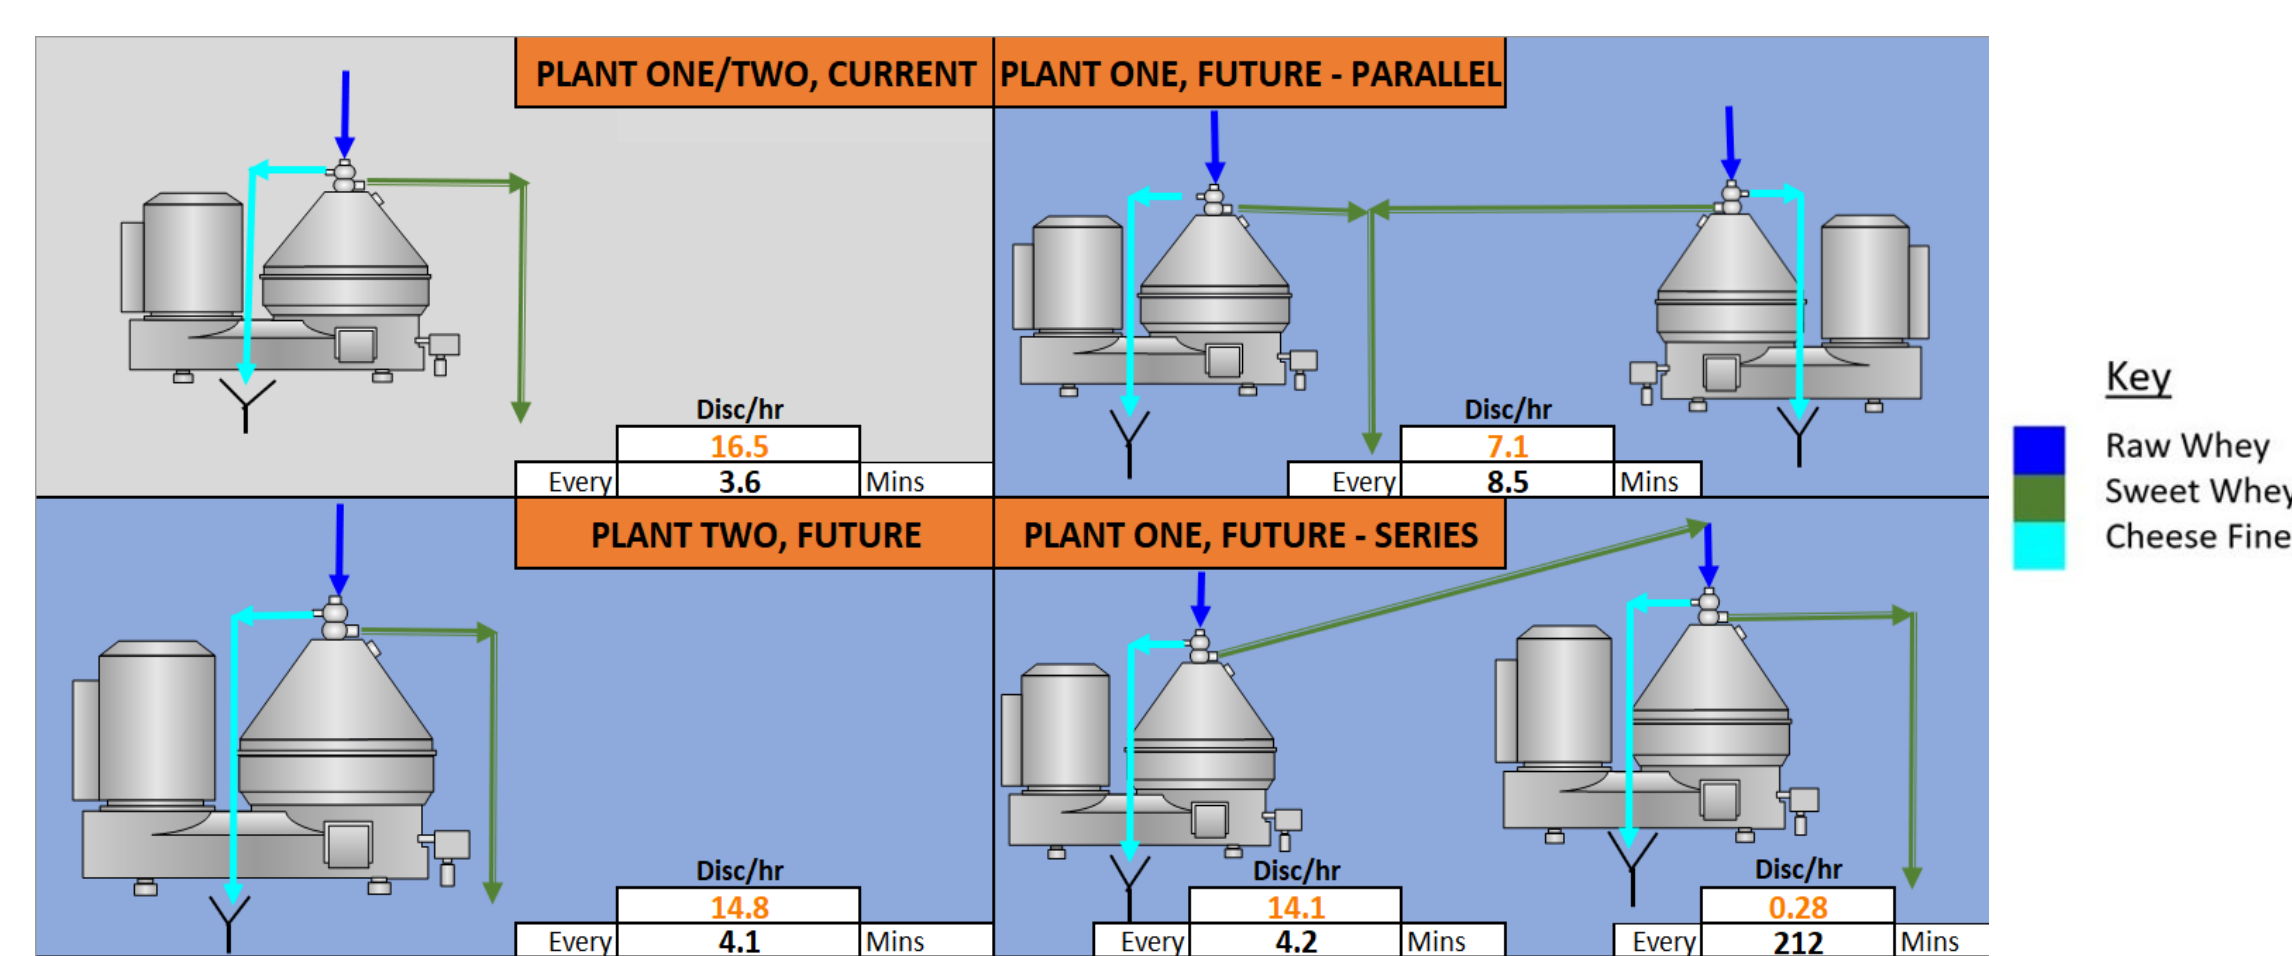 PLANT ONE/TWO, CURRENT
Disc/hr
16.5
Every 3.6 Mins
PLANT ONE, FUTURE - PARALLEL
Disc/hr
7.1
Every 8.5 Mins
PLANT TWO, FUTURE
Disc/hr
14.8
Every 4.1 Mins
PLANT ONE, FUTURE - SERIES
Disc/hr
14.1
Every 4.2 Mins
Disc/hr
0.28
Every 212 Mins
Key
Raw Whey
Sweet Whey
Cheese Fine